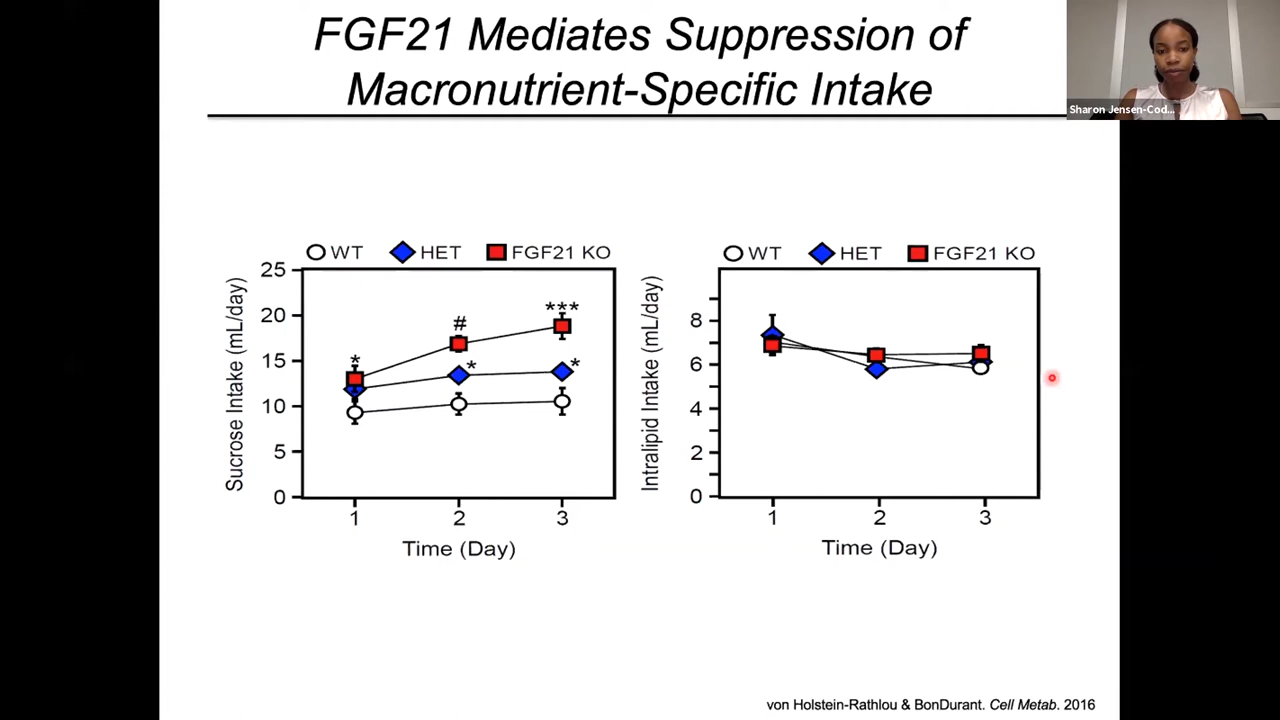 FGF21 Mediates Suppression of
Macronutrient-Specific Intake
Sharon Jensen-Cod...
WT HET FGF21 KO
Sucrose Intake (mL/day)
25
20
15
10
5
0
*
#
*
***
*
1 2 3
Time (Day)
WT HET FGF21 KO
Intralipid Intake (mL/day)
8
6
4
2
0
1 2 3
Time (Day)
von Holstein-Rathlou & BonDurant. Cell Metab. 2016